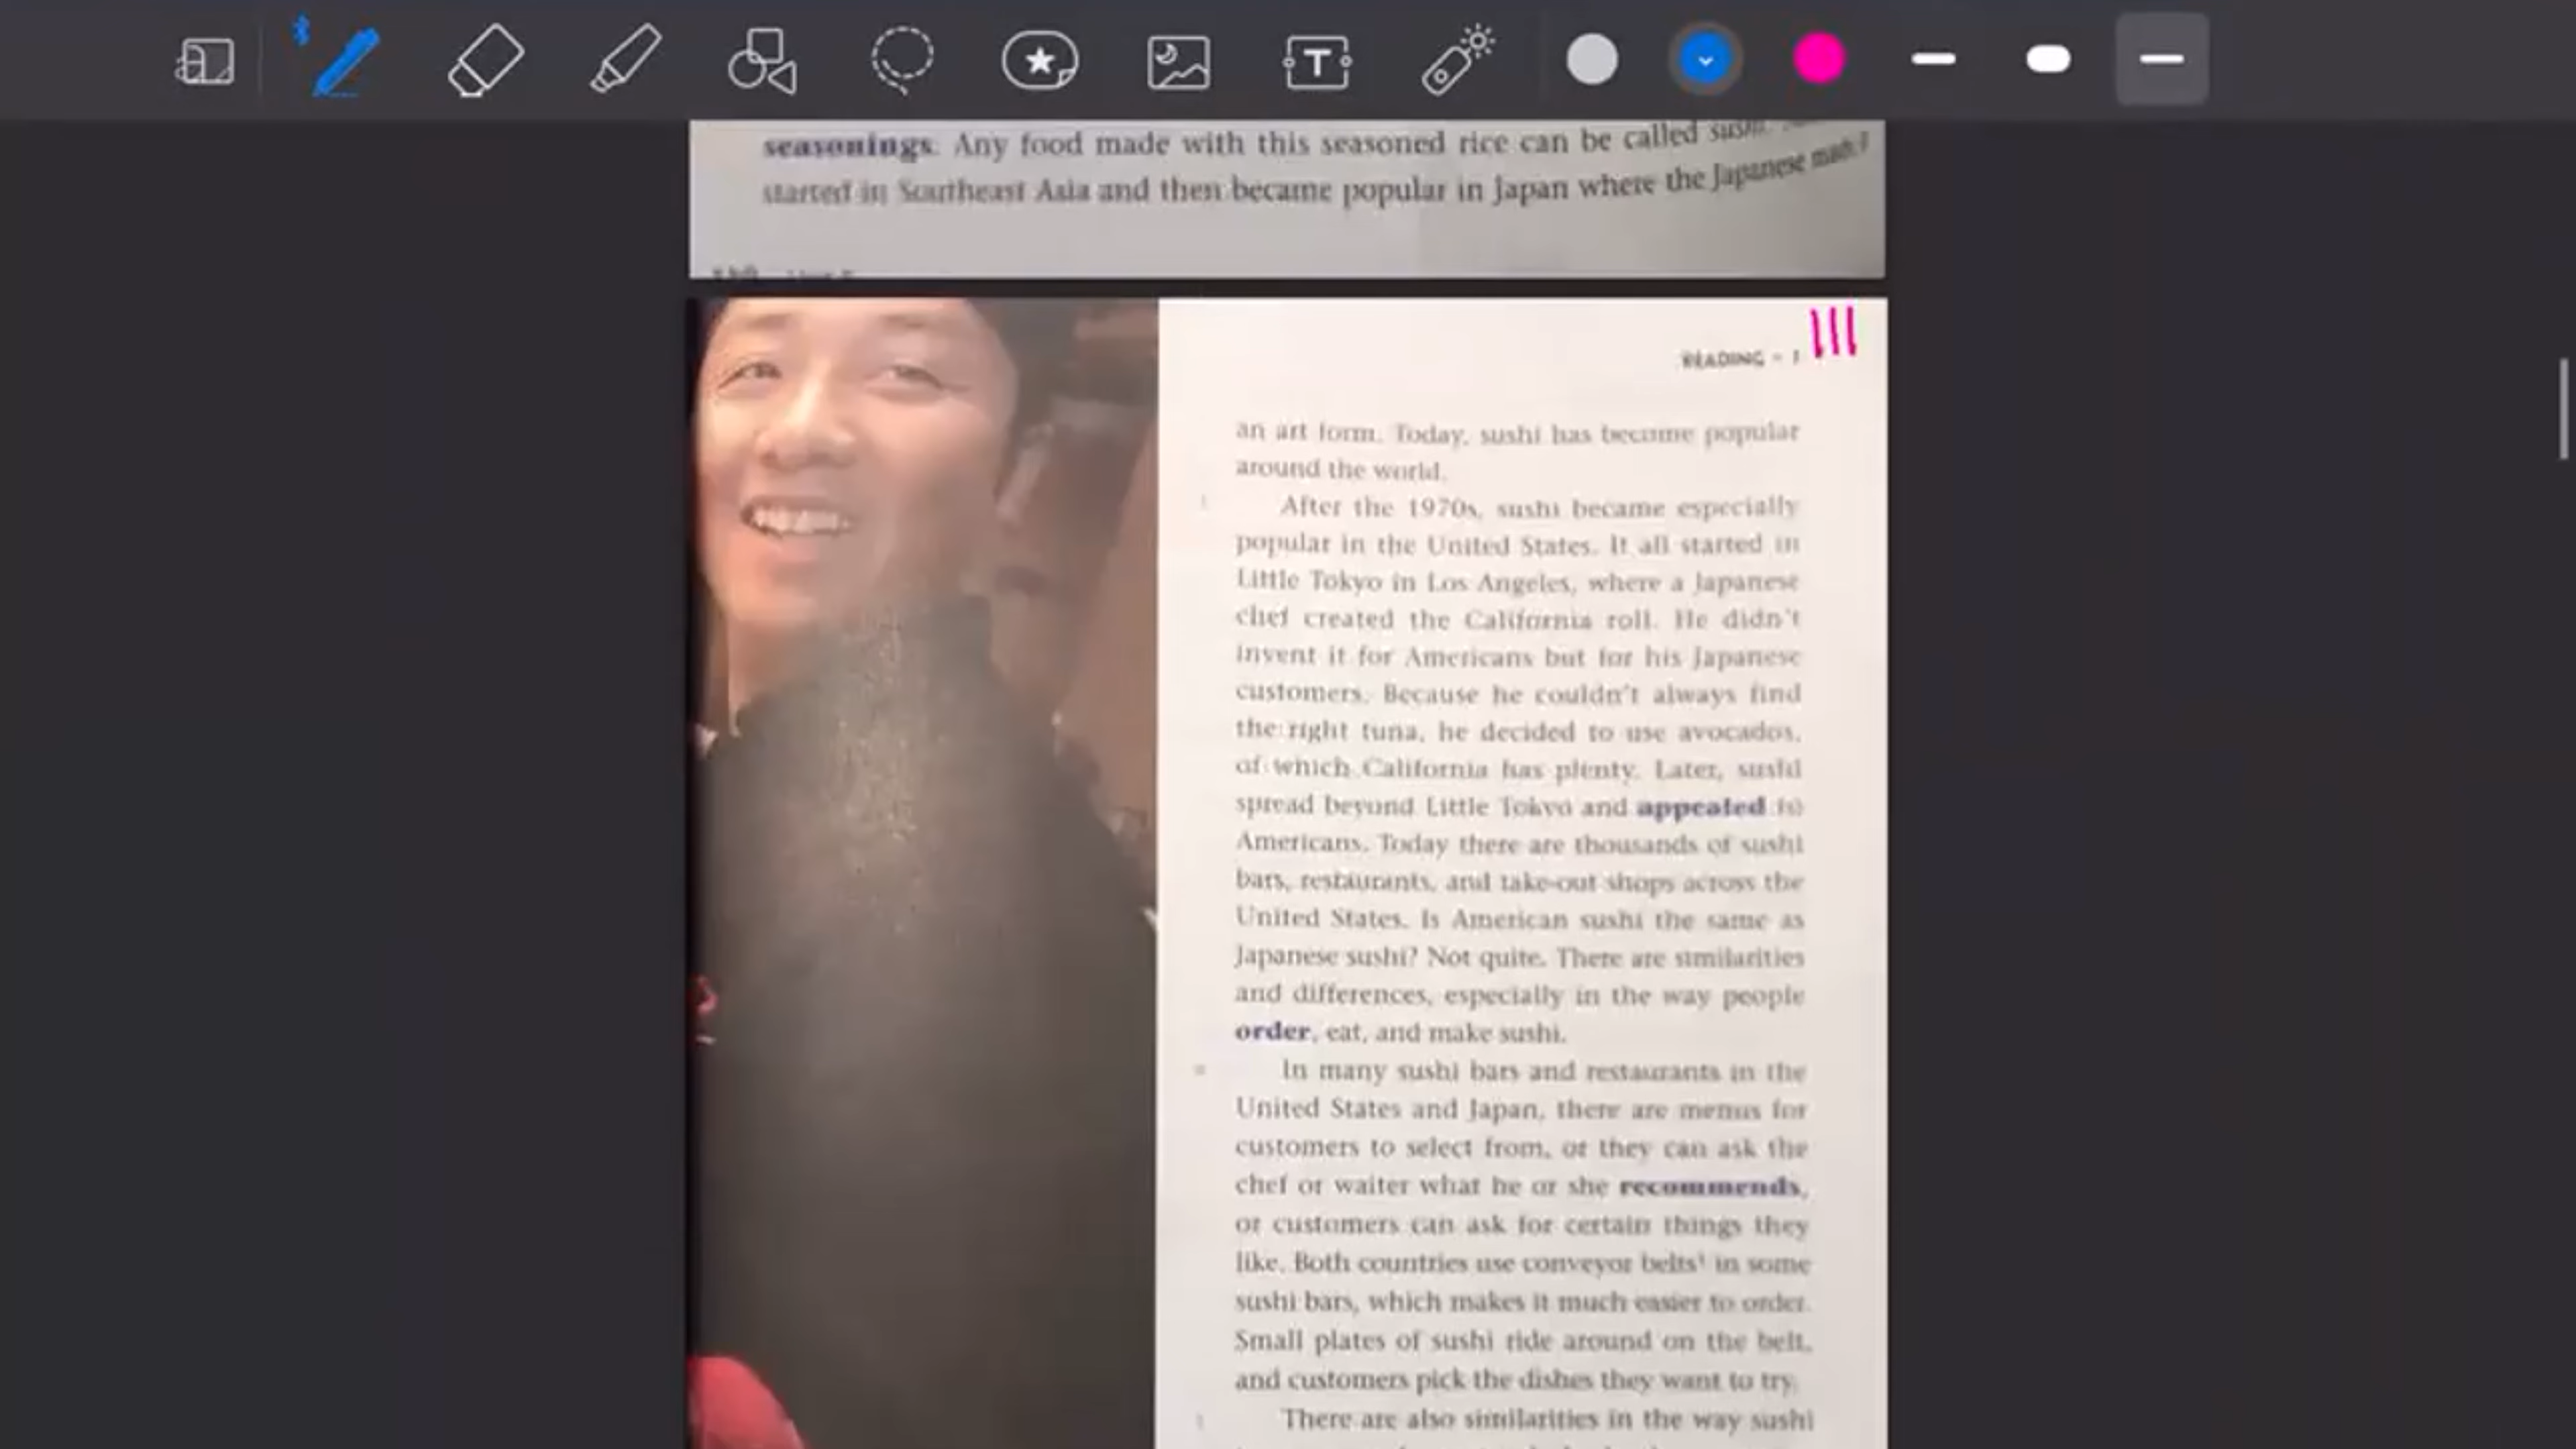 seasonings. Any food made with this seasoned rice can be called sushi.
started in Southeast Asia and then became popular in Japan where the Japanese made it
READING – 1
an art form. Today, sushi has become popular
around the world.
After the 1970s, sushi became especially
popular in the United States. It all started in
Little Tokyo in Los Angeles, where a Japanese
chef created the California roll. He didn't
invent it for Americans but for his Japanese
customers. Because he couldn't always find
the right tuna, he decided to use avocados,
of which California has plenty. Later, sushi
spread beyond Little Tokyo and appealed to
Americans. Today there are thousands of sushi
bars, restaurants, and take-out shops across the
United States. Is American sushi the same as
Japanese sushi? Not quite. There are similarities
and differences, especially in the way people
order, eat, and make sushi.
In many sushi bars and restaurants in the
United States and Japan, there are menus for
customers to select from, or they can ask the
chef or waiter what he or she recommends,
or customers can ask for certain things they
like. Both countries use conveyor belts¹ in some
sushi bars, which makes it much easier to order.
Small plates of sushi ride around on the belt,
and customers pick the dishes they want to try.
There are also similarities in the way sushi